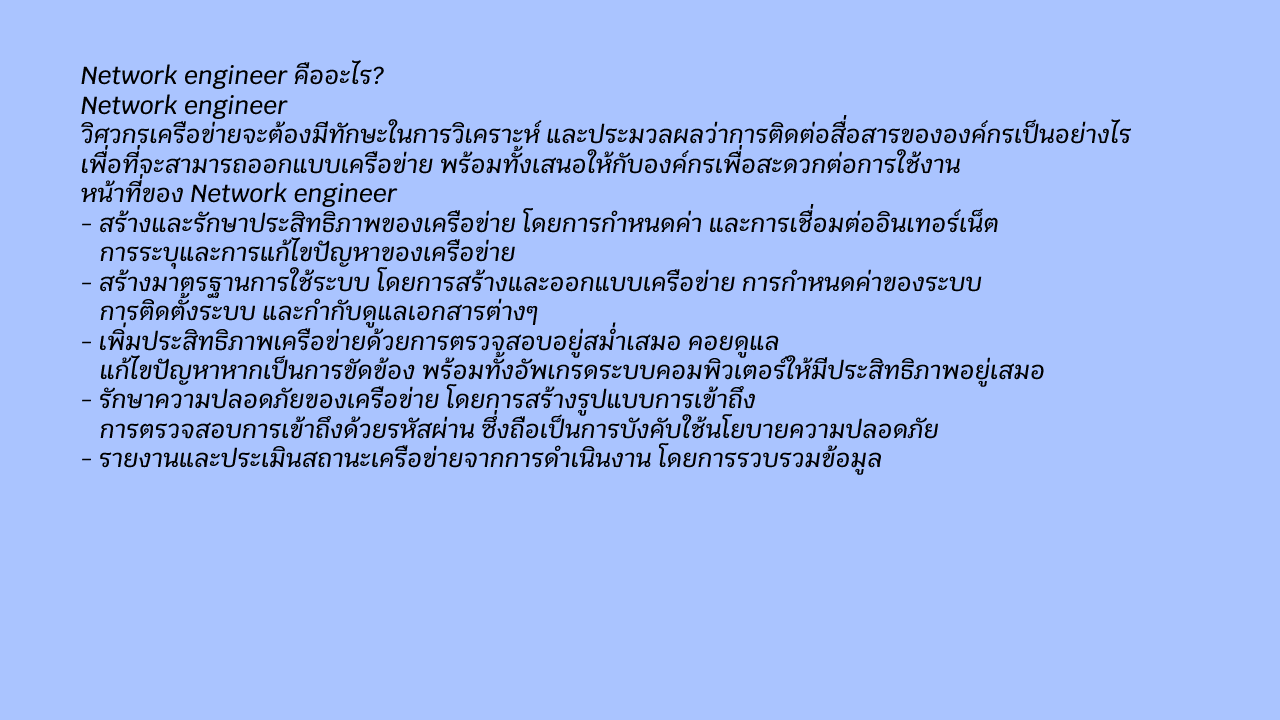 Network engineer คืออะไร?
Network engineer
วิศวกรเครือข่ายจะต้องมีทักษะในการวิเคราะห์ และประมวลผลว่าการติดต่อสื่อสารขององค์กรเป็นอย่างไร
เพื่อที่จะสามารถออกแบบเครือข่าย พร้อมทั้งเสนอให้กับองค์กรเพื่อสะดวกต่อการใช้งาน
หน้าที่ของ Network engineer
- สร้างและรักษาประสิทธิภาพของเครือข่าย โดยการกำหนดค่า และการเชื่อมต่ออินเทอร์เน็ต
การระบุและการแก้ไขปัญหาของเครือข่าย
- สร้างมาตรฐานการใช้ระบบ โดยการสร้างและออกแบบเครือข่าย การกำหนดค่าของระบบ
การติดตั้งระบบ และกำกับดูแลเอกสารต่างๆ
- เพิ่มประสิทธิภาพเครือข่ายด้วยการตรวจสอบอยู่สม่ำเสมอ คอยดูแล
แก้ไขปัญหาหากเป็นการขัดข้อง พร้อมทั้งอัพเกรดระบบคอมพิวเตอร์ให้มีประสิทธิภาพอยู่เสมอ
- รักษาความปลอดภัยของเครือข่าย โดยการสร้างรูปแบบการเข้าถึง
การตรวจสอบการเข้าถึงด้วยรหัสผ่าน ซึ่งถือเป็นการบังคับใช้นโยบายความปลอดภัย
- รายงานและประเมินสถานะเครือข่ายจากการดำเนินงาน โดยการรวบรวมข้อมูล